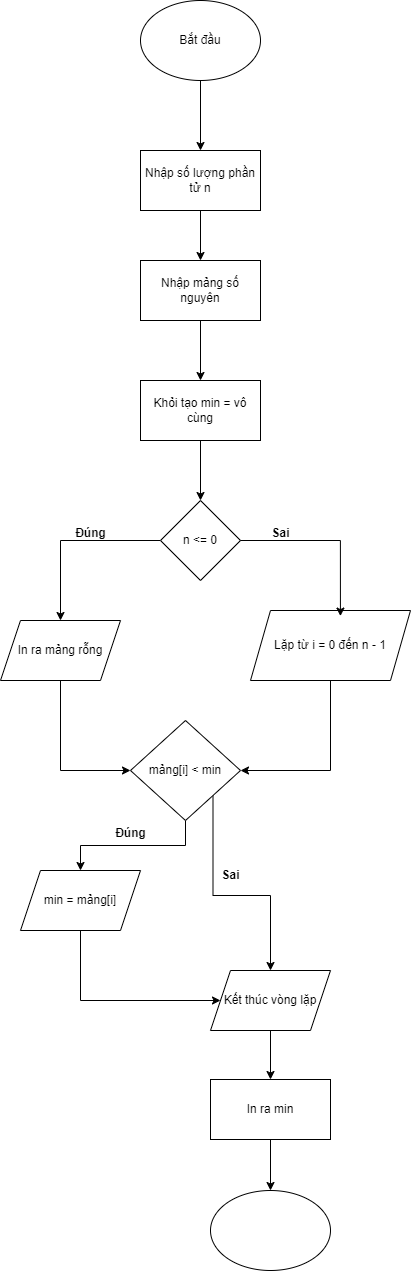 Bắt đầu
Nhập số lượng phần
tử n
Nhập mảng số
nguyên
Khỏi tạo min = vô
cùng
Đúng
n <= 0
Sai
In ra mảng rỗng
Lặp từ i = 0 đến n - 1
mảng[i] < min
Đúng
Sai
min = mảng[i]
Kết thúc vòng lặp
In ra min